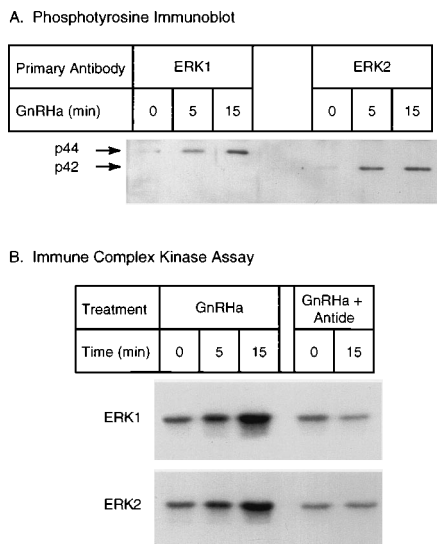 A. Phosphotyrosine Immunoblot
Primary Antibody ERK1 ERK2
GnRHa (min) 0 5 15 0 5 15
p44
p42
B. Immune Complex Kinase Assay
Treatment GnRHa GnRHa +
Antide
Time (min) 0 5 15 0 15
ERK1
ERK2